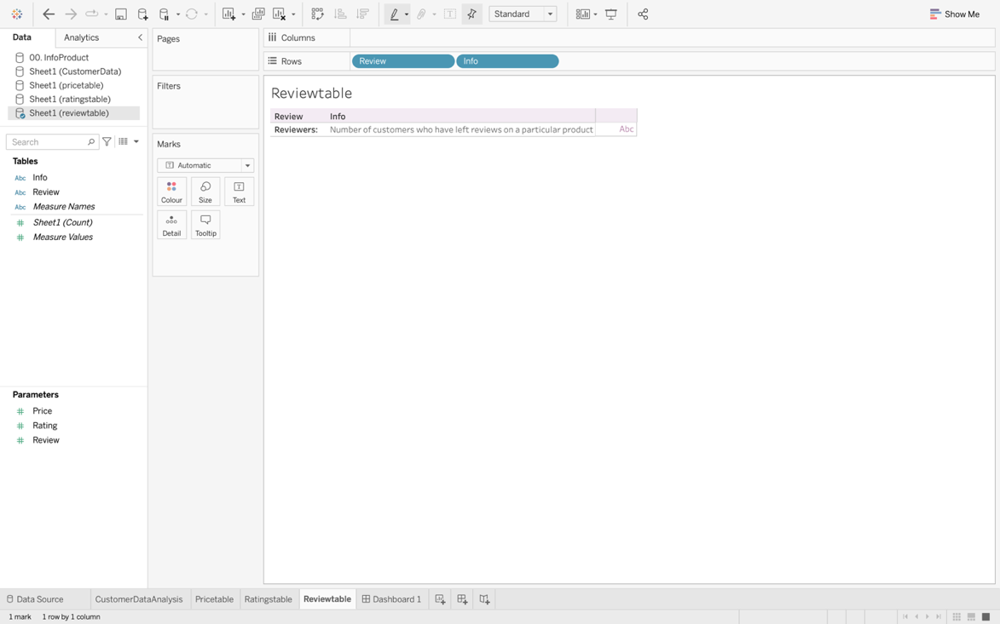 Standard
Show Me
Data
Analytics
00. InfoProduct
Sheet1 (CustomerData)
Sheet1 (pricetable)
Sheet1 (ratingstable)
Sheet1 (reviewtable)
Search
Tables
Abc Info
Abc Review
Abc Measure Names
Sheet1 (Count)
Measure Values
Parameters
Price
Rating
Review
Pages
Filters
Marks
Automatic
Colour Size Text
Detail Tooltip
Columns
Rows Review Info
Reviewtable
Review Info
Reviewers: Number of customers who have left reviews on a particular product Abc
Data Source CustomerDataAnalysis Pricetable Ratingstable Reviewtable Dashboard 1
1 mark 1 row by 1 column